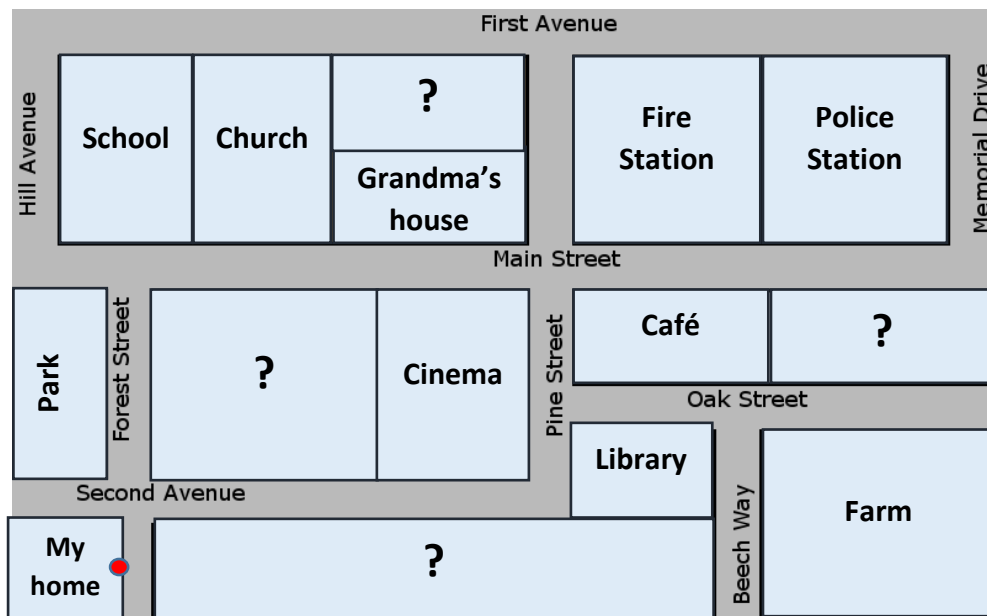 First Avenue
Hill Avenue
School
Church
?
Grandma's
house
Fire
Station
Police
Station
Memorial Drive
Main Street
Park
Forest Street
?
Cinema
Pine Street
Café
?
Oak Street
Library
Second Avenue
My
home
?
Beech Way
Farm